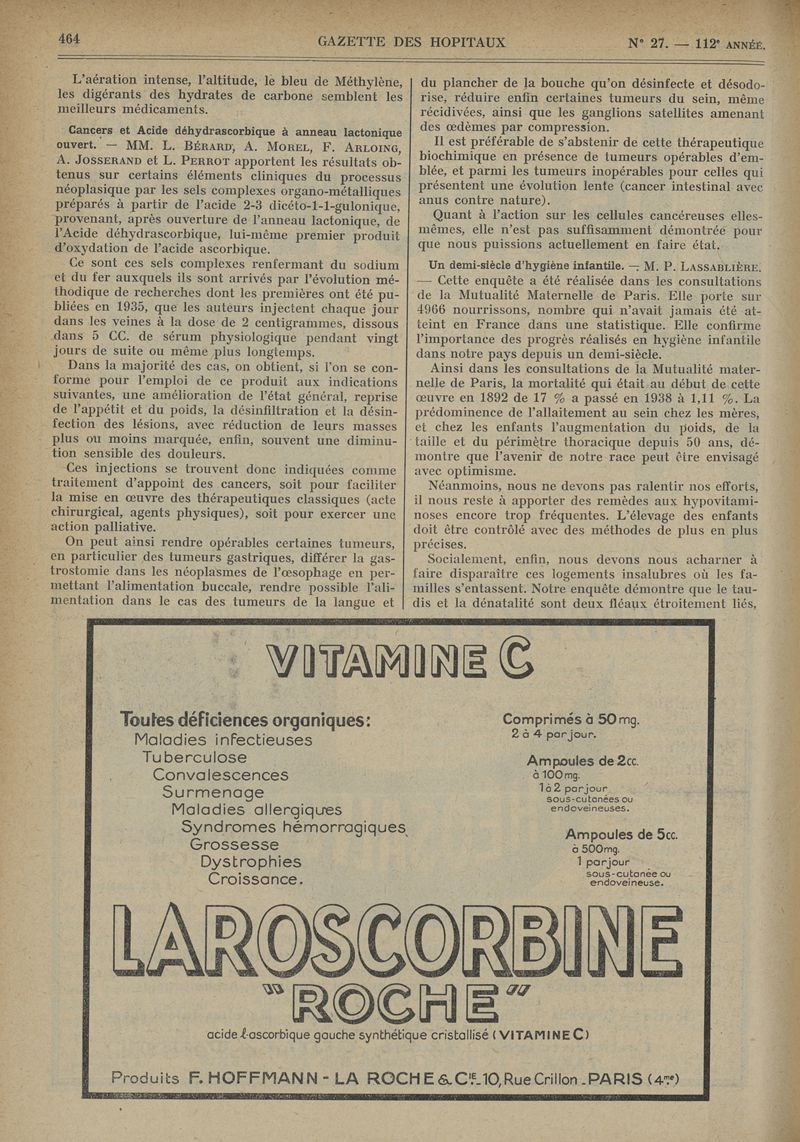 464
GAZETTE DES HOPITAUX
N° 27. — 112e ANNÉE.
L'aération intense, l'altitude, le bleu de Méthylène,
les digérants des hydrates de carbone semblent les
meilleurs médicaments.
Cancers et Acide déhydrascorbique à anneau lactonique
ouvert. — MM. L. BÉRARD, A. MOREL, F. ARLOING,
A. JOSSERAND et L. PERROT apportent les résultats ob-
tenus sur certains éléments cliniques du processus
néoplasique par les sels complexes organo-métalliques
préparés à partir de l'acide 2-3 dicéto-1-1-gulonique,
provenant, après ouverture de l'anneau lactonique, de
l'Acide déhydrascorbique, lui-même premier produit
d'oxydation de l'acide ascorbique.
Ce sont ces sels complexes renfermant du sodium
et du fer auxquels ils sont arrivés par l'évolution mé-
thodique de recherches dont les premières ont été pu-
bliées en 1935, que les auteurs injectent chaque jour
dans les veines à la dose de 2 centigrammes, dissous
dans 5 CC. de sérum physiologique pendant vingt
jours de suite ou même plus longtemps.
Dans la majorité des cas, on obtient, si l'on se con-
forme pour l'emploi de ce produit aux indications
suivantes, une amélioration de l'état général, reprise
de l'appétit et du poids, la désinfiltration et la désin-
fection des lésions, avec réduction de leurs masses
plus ou moins marquée, enfin, souvent une diminu-
tion sensible des douleurs.
Ces injections se trouvent donc indiquées comme
traitement d'appoint des cancers, soit pour faciliter
la mise en œuvre des thérapeutiques classiques (acte
chirurgical, agents physiques), soit pour exercer une
action palliative.
On peut ainsi rendre opérables certaines tumeurs,
en particulier des tumeurs gastriques, différer la gas-
trostomie dans les néoplasmes de l'œsophage en per-
mettant l'alimentation buccale, rendre possible l'ali-
mentation dans le cas des tumeurs de la langue et
du plancher de la bouche qu'on désinfecte et désodo-
rise, réduire enfin certaines tumeurs du sein, même
récidivées, ainsi que les ganglions satellites amenant
des œdèmes par compression.
Il est préférable de s'abstenir de cette thérapeutique
biochimique en présence de tumeurs opérables d'em-
blée, et parmi les tumeurs inopérables pour celles qui
présentent une évolution lente (cancer intestinal avec
anus contre nature).
Quant à l'action sur les cellules cancéreuses elles-
mêmes, elle n'est pas suffisamment démontrée pour
que nous puissions actuellement en faire état.
Un demi-siècle d'hygiène infantile. — M. P. LASSABLIÈRE.
— Cette enquête a été réalisée dans les consultations
de la Mutualité Maternelle de Paris. Elle porte sur
4966 nourrissons, nombre qui n'avait jamais été at-
teint en France dans une statistique. Elle confirme
l'importance des progrès réalisés en hygiène infantile
dans notre pays depuis un demi-siècle.
Ainsi dans les consultations de la Mutualité mater-
nelle de Paris, la mortalité qui était au début de cette
œuvre en 1892 de 17 % a passé en 1938 à 1,11 %. La
prédominence de l'allaitement au sein chez les mères,
et chez les enfants l'augmentation du poids, de la
taille et du périmètre thoracique depuis 50 ans, dé-
montre que l'avenir de notre race peut être envisagé
avec optimisme.
Néanmoins, nous ne devons pas ralentir nos efforts,
il nous reste à apporter des remèdes aux hypovitami-
noses encore trop fréquentes. L'élevage des enfants
doit être contrôlé avec des méthodes de plus en plus
précises.
Socialement, enfin, nous devons nous acharner à
faire disparaître ces logements insalubres où les fa-
milles s'entassent. Notre enquête démontre que le tau-
dis et la dénatalité sont deux fléaux étroitement liés,
VITAMINE C
Toutes déficiences organiques:
Maladies infectieuses
Tuberculose
Convalescences
Surmenage
Maladies allergiques
Syndromes hémorragiques
Grossesse
Dystrophies
Croissance.
Comprimés à 50 mg.
2 à 4 par jour.
Ampoules de 2cc.
à 100 mg.
1 à 2 par jour
sous-cutanées ou
endoveineuses.
Ampoules de 5cc.
à 500mg.
1 par jour
sous-cutanée ou
endoveineuse.
LAROSCORBINE
"ROCHE"
acide l-ascorbique gauche synthétique cristallisé (VITAMINE C)
Produits F. HOFFMANN - LA ROCHE & Cie_10, Rue Crillon _ PARIS (4me)